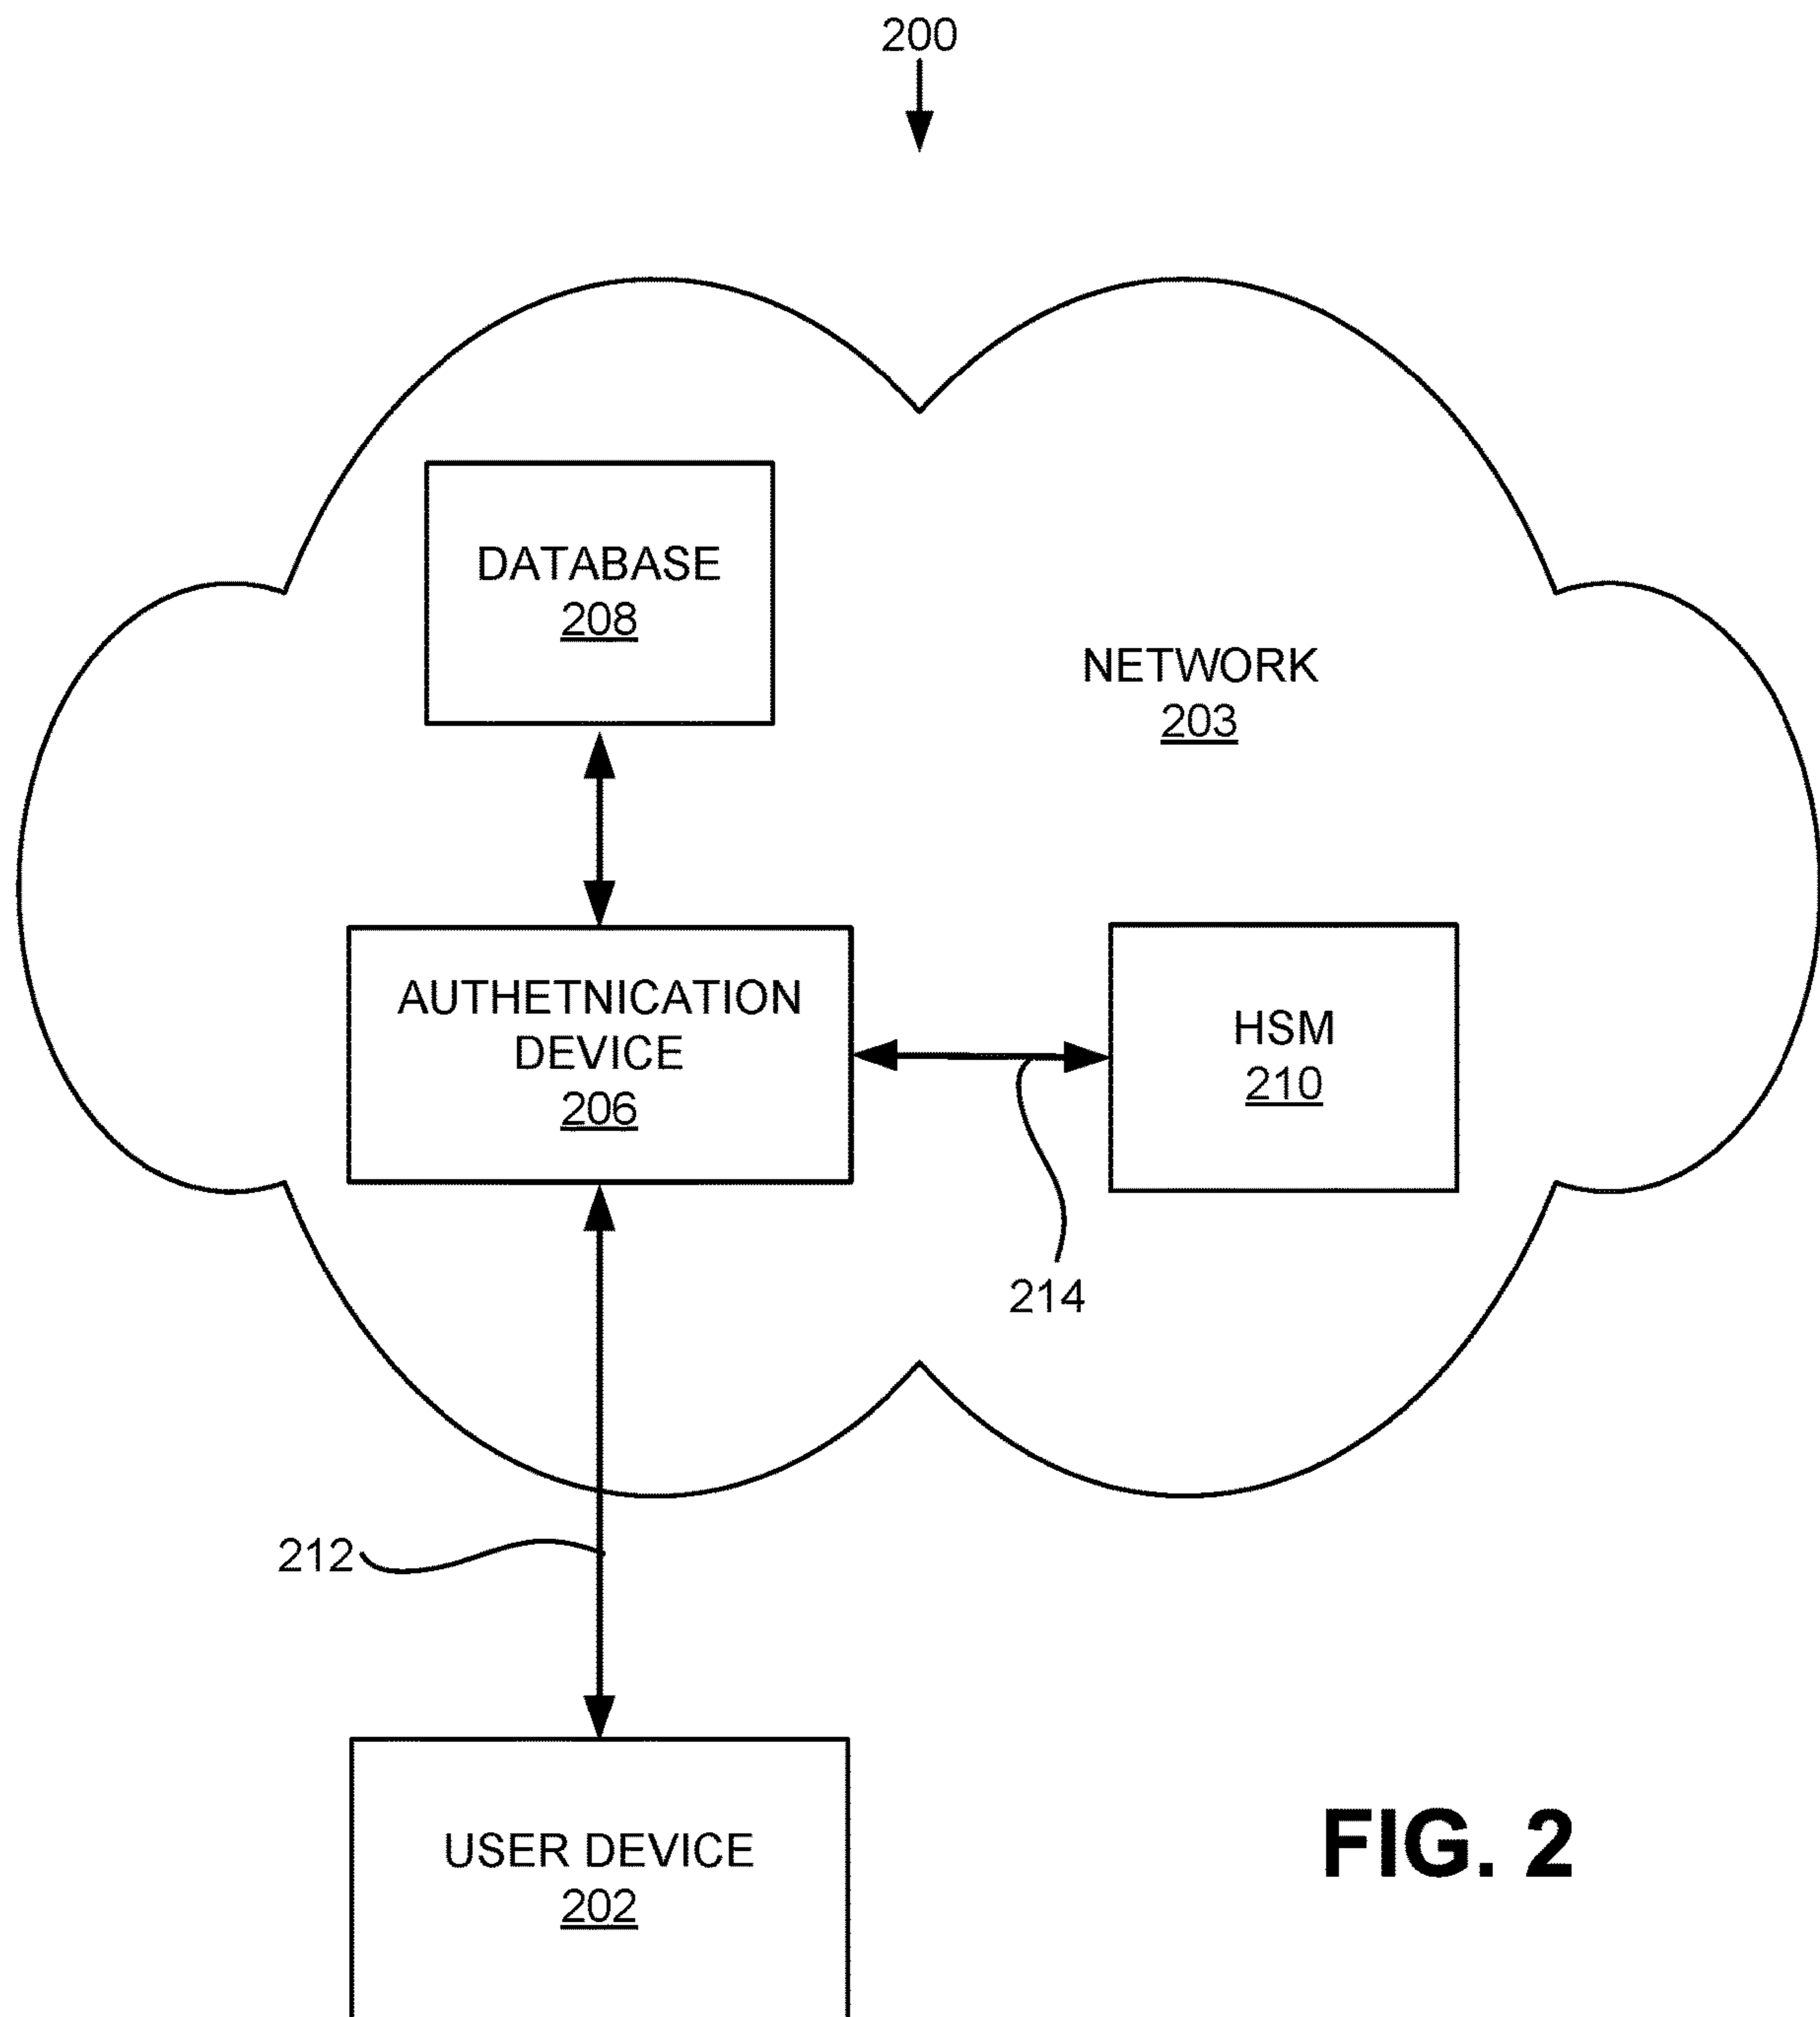 200
DATABASE
208
NETWORK
203
AUTHETNICATION
DEVICE
206
HSM
210
214
212
USER DEVICE
202
FIG. 2